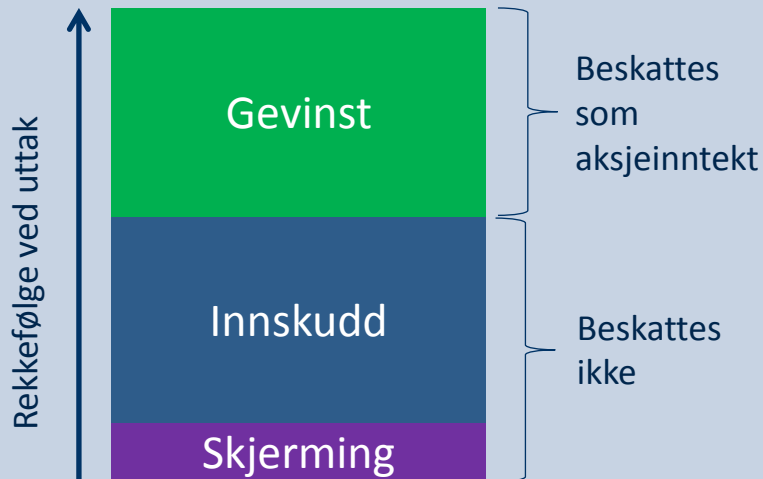 Rekkefølge ved uttak
Gevinst
Beskattes
som
aksjeinntekt
Innskudd
Beskattes
ikke
Skjerming